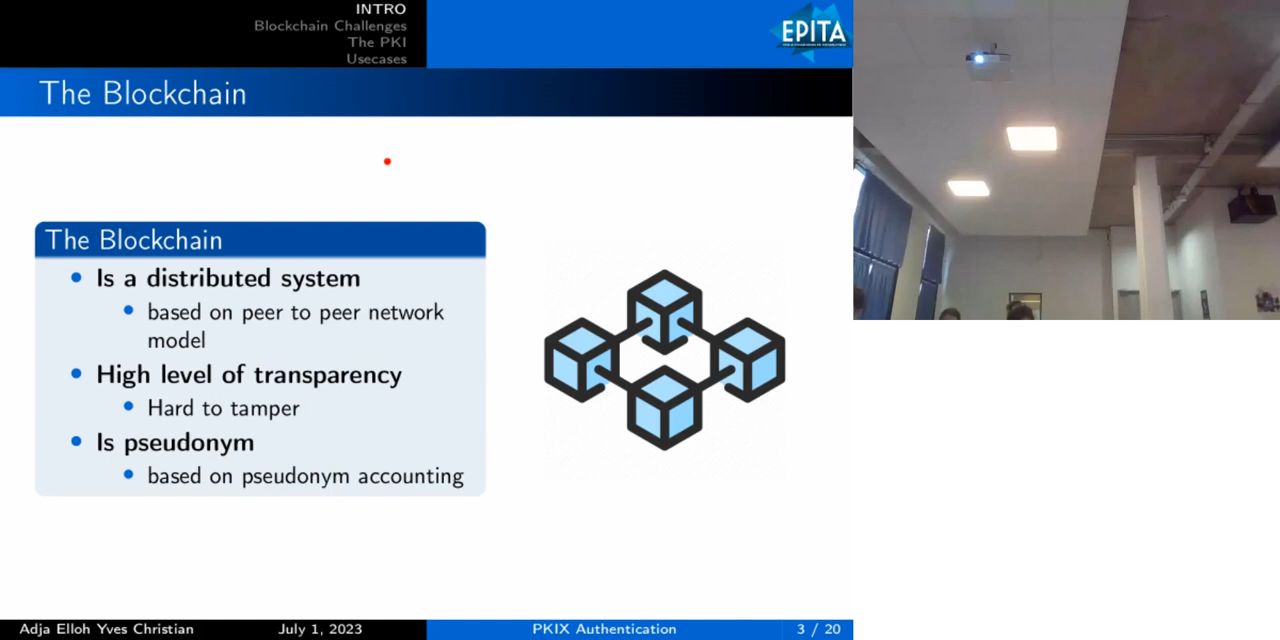 INTRO
Blockchain Challenges
The PKI
Usecases
EPITA
The Blockchain
The Blockchain
Is a distributed system
based on peer to peer network
model
High level of transparency
Hard to tamper
Is pseudonym
based on pseudonym accounting
Adja Elloh Yves Christian
July 1, 2023
PKIX Authentication
3 / 20